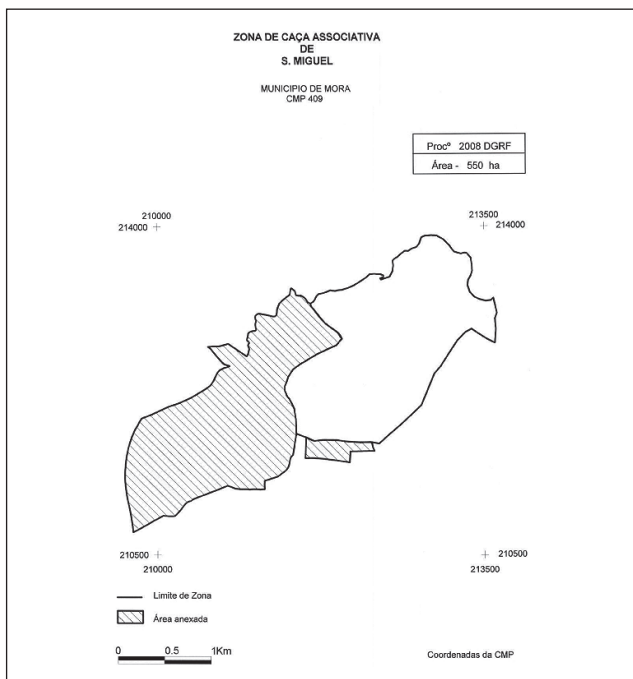 ZONA DE CAÇA ASSOCIATIVA
DE
S. MIGUEL
MUNICIPIO DE MORA
CMP 409
Procº 2008 DGRF
Área - 550 ha
210000
214000
213500
214000
210500
210000
210500
213500
Limite de Zona
Área anexada
0 0.5 1Km
Coordenadas da CMP